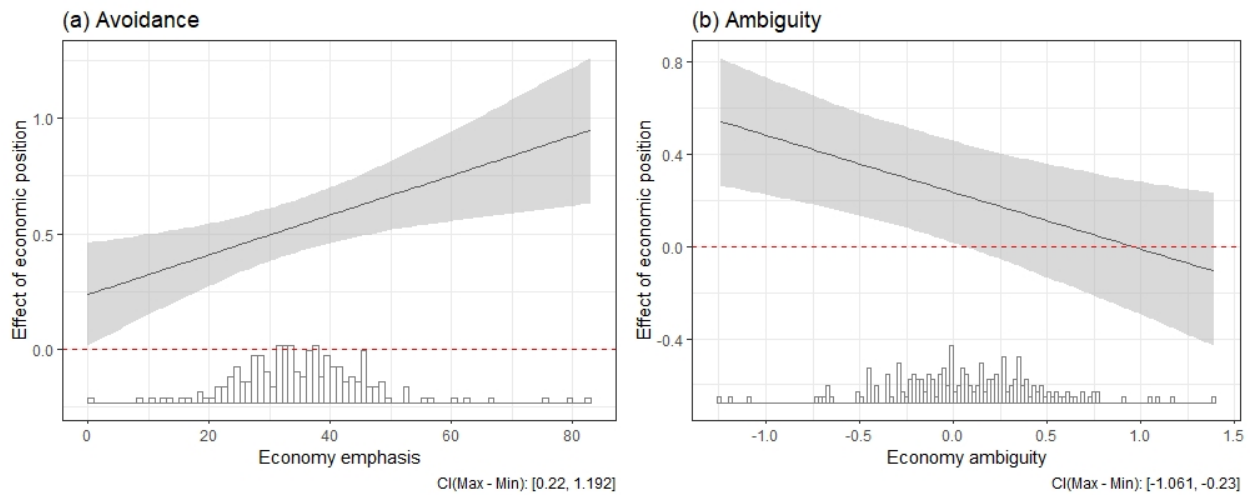 (a) Avoidance
Effect of economic position
1.0
0.5
0.0
0
20
40
60
80
Economy emphasis
CI(Max - Min): [0.22, 1.192]
(b) Ambiguity
Effect of economic position
0.8
0.4
0.0
-0.4
-1.0
-0.5
0.0
0.5
1.0
1.5
Economy ambiguity
CI(Max - Min): [-1.061, -0.23]